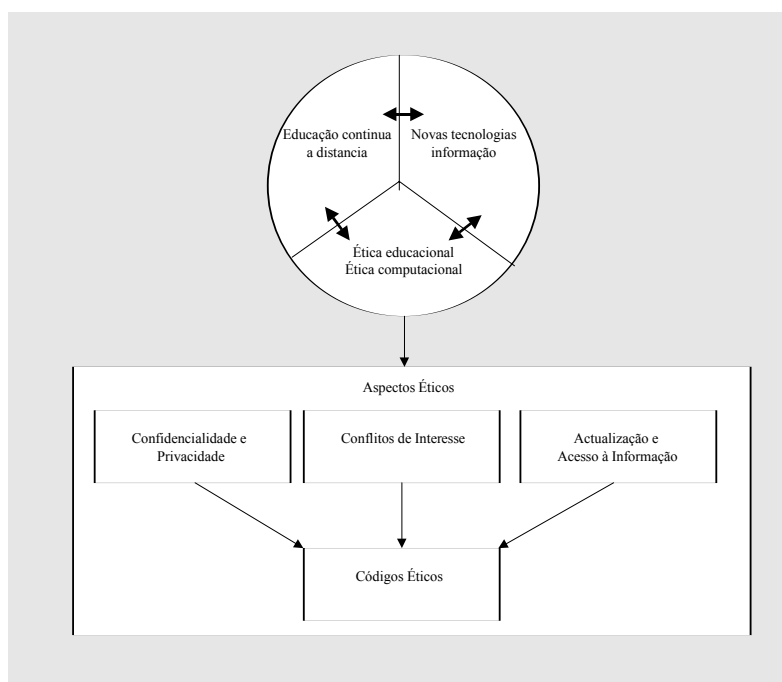 Educação continua
a distancia
Novas tecnologias
informação
Ética educacional
Ética computacional
Aspectos Éticos
Confidencialidade e
Privacidade
Conflitos de Interesse
Actualização e
Acesso à Informação
Códigos Éticos